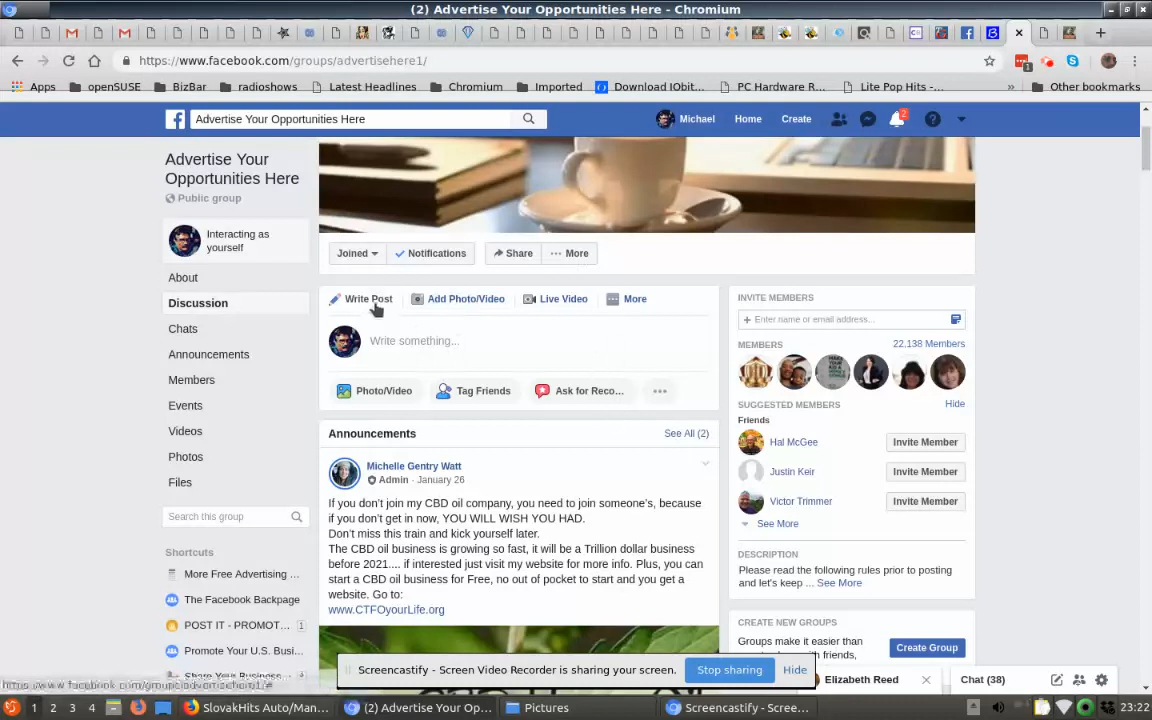 (2) Advertise Your Opportunities Here - Chromium
https://www.facebook.com/groups/advertisehere1/
Apps
openSUSE
BizBar
radioshows
Latest Headlines
Chromium
Imported
Download IObit...
PC Hardware R...
Lite Pop Hits -...
»
Other bookmarks
Advertise Your Opportunities Here
Michael
Home
Create
2
Advertise Your
Opportunities Here
Public group
Interacting as
yourself
About
Discussion
Chats
Announcements
Members
Events
Videos
Photos
Files
Search this group
Shortcuts
More Free Advertising ...
The Facebook Backpage
POST IT - PROMOT... 1
Promote Your U.S. Busi...
Share Your Business...
Joined
Notifications
Share
More
Write Post
Add Photo/Video
Live Video
More
Write something...
Photo/Video
Tag Friends
Ask for Reco...
Announcements
See All (2)
Michelle Gentry Watt
Admin · January 26
If you don't join my CBD oil company, you need to join someone's, because
if you don't get in now, YOU WILL WISH YOU HAD.
Don't miss this train and kick yourself later.
The CBD oil business is growing so fast, it will be a Trillion dollar business
before 2021.... if interested just visit my website for more info. Plus, you can
start a CBD oil business for Free, no out of pocket to start and you get a
website. Go to:
www.CTFOyourLife.org
INVITE MEMBERS
+ Enter name or email address...
MEMBERS
22,138 Members
SUGGESTED MEMBERS
Hide
Friends
Hal McGee
Invite Member
Justin Keir
Invite Member
Victor Trimmer
Invite Member
See More
DESCRIPTION
Please read the following rules prior to posting
and let's keep ... See More
CREATE NEW GROUPS
Groups make it easier than
Create Group
Screencastify - Screen Video Recorder is sharing your screen.
Stop sharing
Hide
Elizabeth Reed
Chat (38)
https://www.facebook.com/groups/advertisehere1/#
1 2 3 4
SlovakHits Auto/Man...
(2) Advertise Your Op...
Pictures
Screencastify - Scree...
23:22